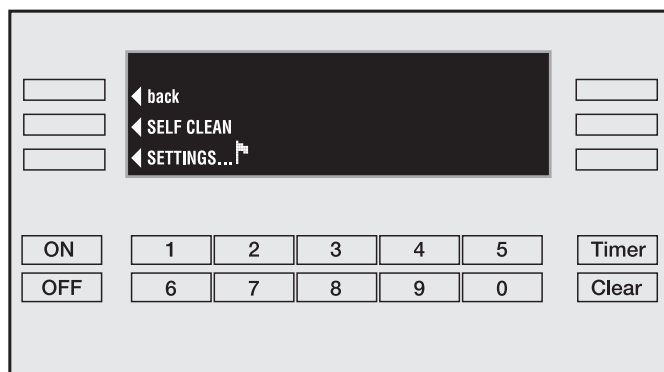 back
SELF CLEAN
SETTINGS...
ON 1 2 3 4 5 Timer
OFF 6 7 8 9 0 Clear